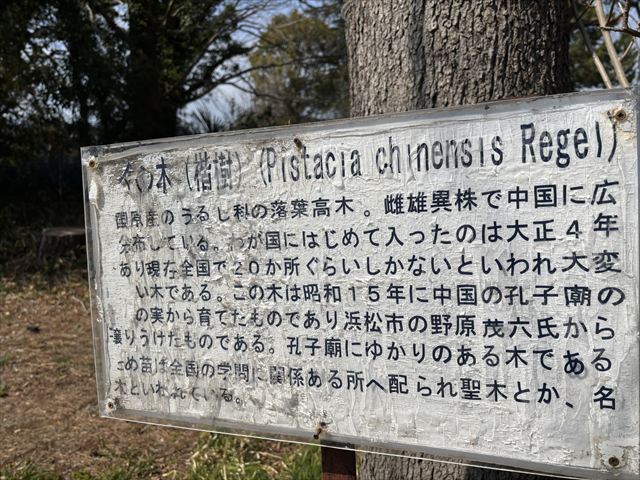 の木(楷樹)(Pistacia chinensis Regel)
国原産のうるし科の落葉高木。雌雄異株で中国に広
分布している。わが国にはじめて入ったのは大正4年
あり現在全国で20か所ぐらいしかないといわれ大変
い木である。この木は昭和15年に中国の孔子廟の
の実から育てたものであり浜松市の野原茂六氏から
譲りうけたものである。孔子廟にゆかりのある木である
ため苗は全国の学問に関係ある所へ配られ聖木とか、名
木といわれている。